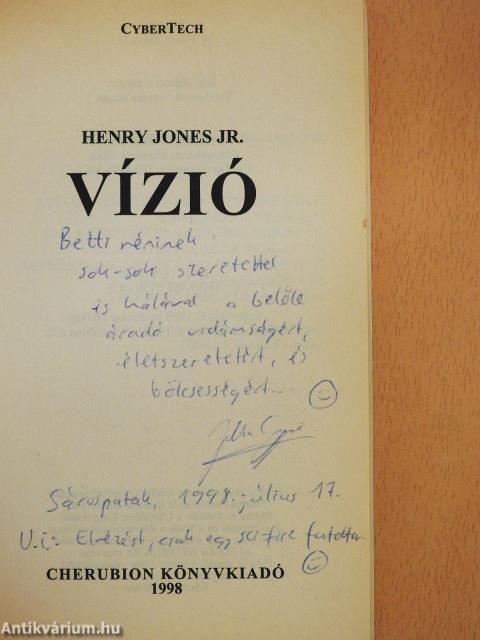 CYBERTECH
HENRY JONES JR.
VÍZIÓ
Betti néninek
sok-sok szeretettel
és hálával a belőle
áradó vidámságért,
életszeretetért, és
bölcsességért...
Sárospatak, 1998. július 17.
U.i.: Elnézést, csak egy sci-fire futotta
CHERUBION KÖNYVKIADÓ
1998
Antikvárium.hu